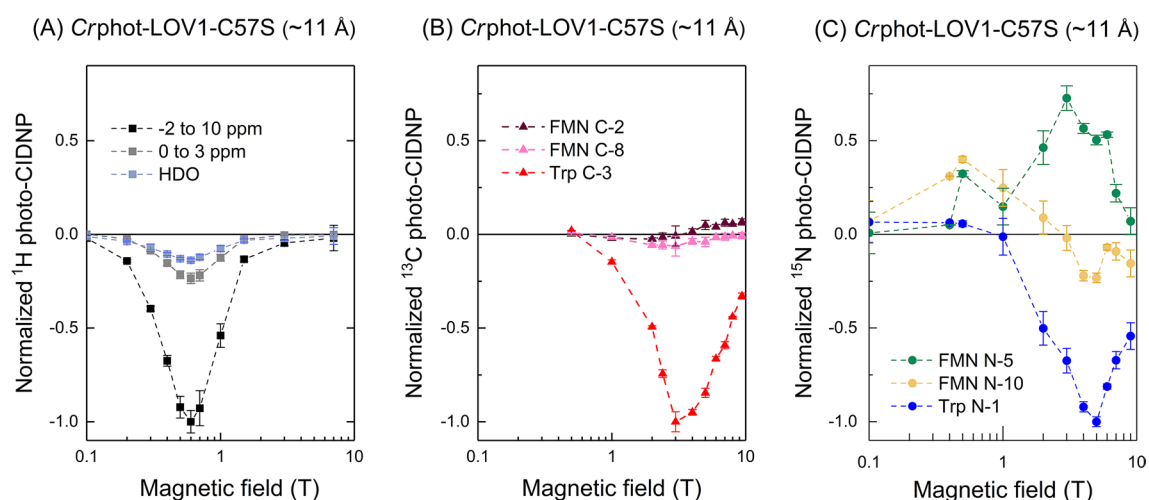 (A) Crphot-LOV1-C57S (~11 Å)
Normalized ¹H photo-CIDNP
0.5
0.0
-0.5
-1.0
-2 to 10 ppm
0 to 3 ppm
HDO
0.1
1
10
Magnetic field (T)
(B) Crphot-LOV1-C57S (~11 Å)
Normalized ¹³C photo-CIDNP
0.5
0.0
-0.5
-1.0
FMN C-2
FMN C-8
Trp C-3
0.1
1
10
Magnetic field (T)
(C) Crphot-LOV1-C57S (~11 Å)
Normalized ¹⁵N photo-CIDNP
0.5
0.0
-0.5
-1.0
FMN N-5
FMN N-10
Trp N-1
0.1
1
10
Magnetic field (T)